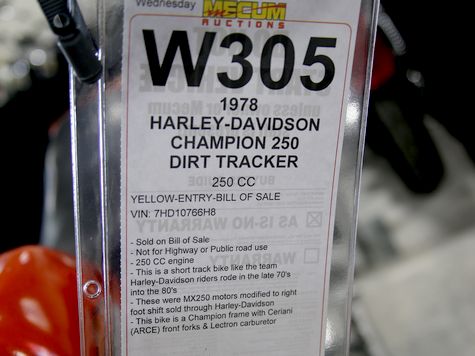 Wednesday
MECUM
AUCTIONS
W305
1978
HARLEY-DAVIDSON
CHAMPION 250
DIRT TRACKER
250 CC
YELLOW-ENTRY-BILL OF SALE
VIN: 7HD10766H8
AS IS-NO WARRANTY
WARRANTY
- Sold on Bill of Sale
- Not for Highway or Public road use
- 250 CC engine
- This is a short track bike like the team
Harley-Davidson riders rode in the late 70's
into the 80's
- These were MX250 motors modified to right
foot shift sold through Harley-Davidson
- This bike is a Champion frame with Ceriani
(ARCE) front forks & Lectron carburetor